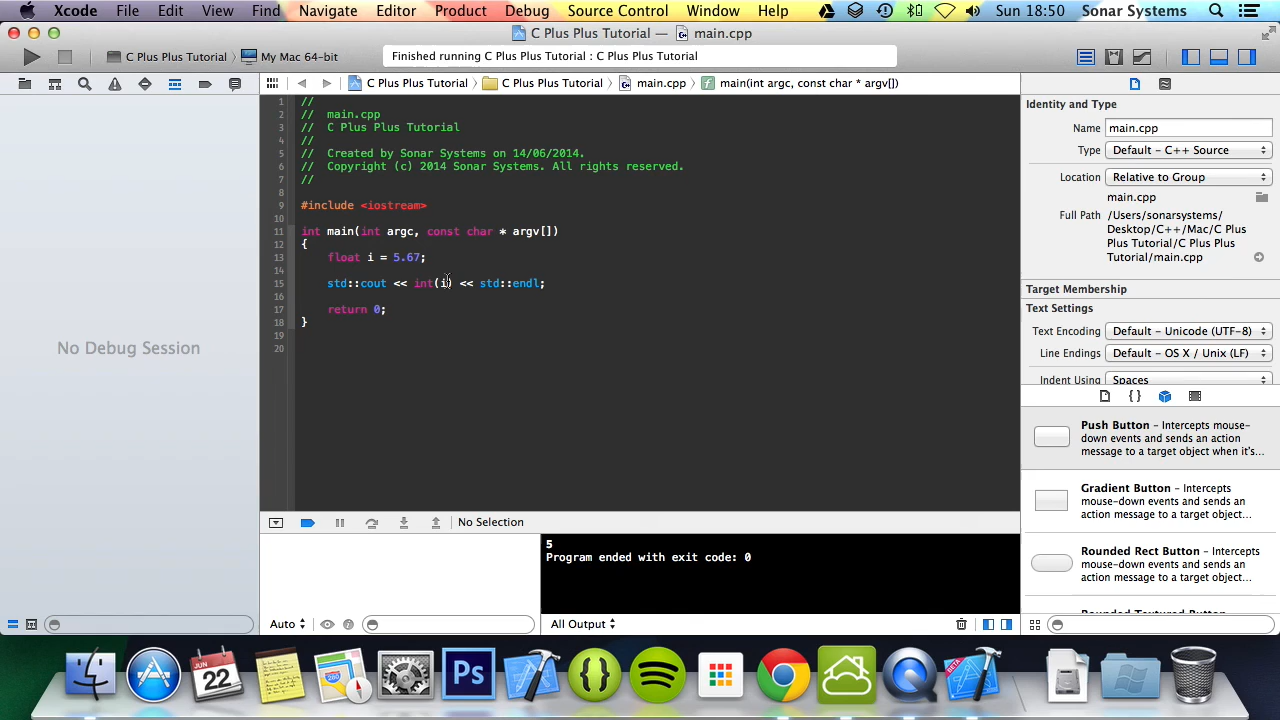 Xcode File Edit View Find Navigate Editor Product Debug Source Control Window Help Sun 18:50 Sonar Systems
C Plus Plus Tutorial — main.cpp
C Plus Plus Tutorial My Mac 64-bit Finished running C Plus Plus Tutorial : C Plus Plus Tutorial
C Plus Plus Tutorial C Plus Plus Tutorial main.cpp main(int argc, const char * argv[])
1 //
2 // main.cpp
3 // C Plus Plus Tutorial
4 //
5 // Created by Sonar Systems on 14/06/2014.
6 // Copyright (c) 2014 Sonar Systems. All rights reserved.
7 //
8
9 #include <iostream>
10
11 int main(int argc, const char * argv[])
12 {
13 float i = 5.67;
14
15 std::cout << int(i) << std::endl;
16
17 return 0;
18 }
19
20
No Debug Session
No Selection
5
Program ended with exit code: 0
Auto
All Output
Identity and Type
Name main.cpp
Type Default - C++ Source
Location Relative to Group
main.cpp
Full Path /Users/sonarsystems/
Desktop/C++/Mac/C Plus
Plus Tutorial/C Plus Plus
Tutorial/main.cpp
Target Membership
Text Settings
Text Encoding Default - Unicode (UTF-8)
Line Endings Default - OS X / Unix (LF)
Indent Using Spaces
Push Button - Intercepts mouse-
down events and sends an action
message to a target object when it's...
Gradient Button - Intercepts
mouse-down events and sends an
action message to a target object...
Rounded Rect Button - Intercepts
mouse-down events and sends an
action message to a target object...
Rounded Textured Button
JUN
22
Ps
BETA